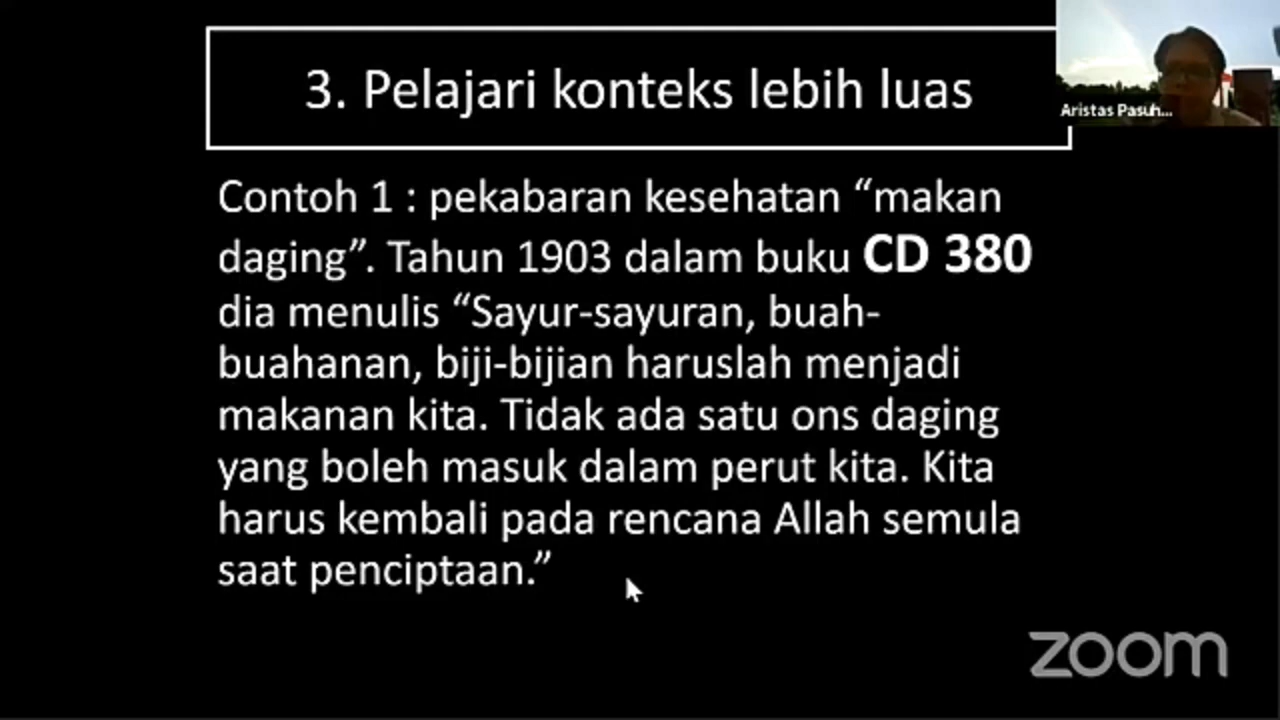 3. Pelajari konteks lebih luas
Aristas Pasuh...
Contoh 1 : pekabaran kesehatan “makan
daging”. Tahun 1903 dalam buku CD 380
dia menulis “Sayur-sayuran, buah-
buahanan, biji-bijian haruslah menjadi
makanan kita. Tidak ada satu ons daging
yang boleh masuk dalam perut kita. Kita
harus kembali pada rencana Allah semula
saat penciptaan.”
zoom